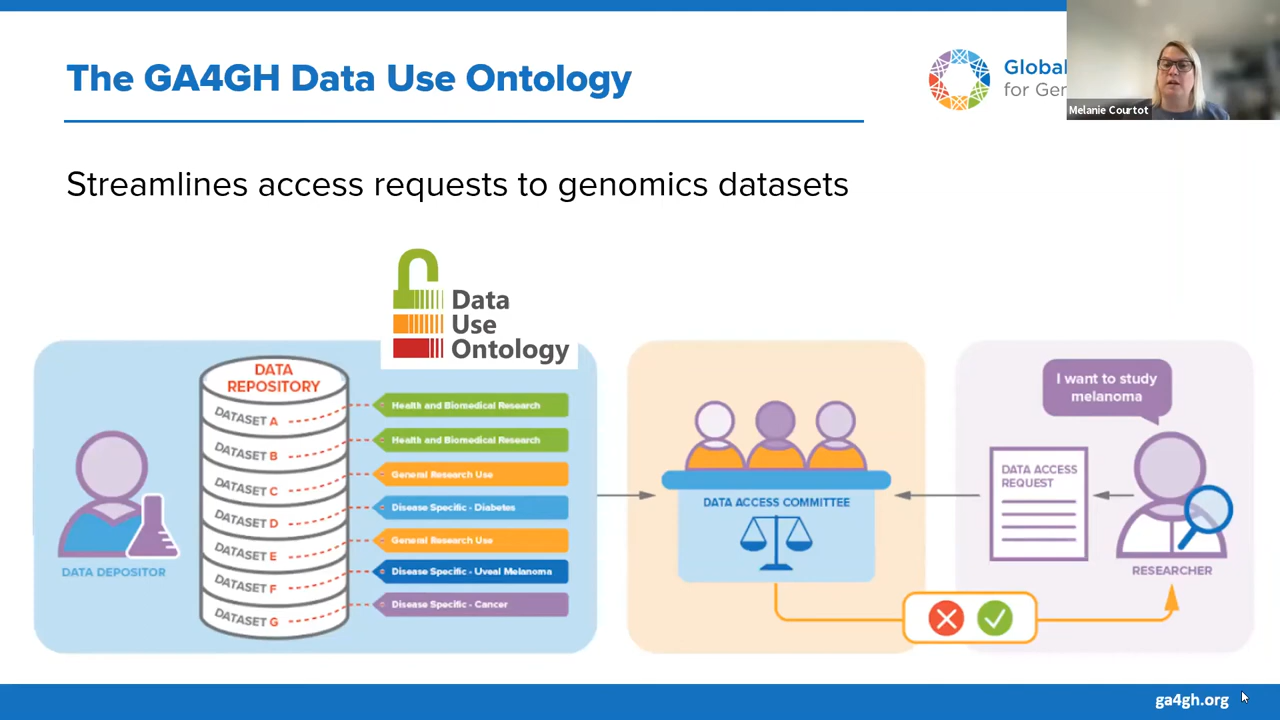 The GA4GH Data Use Ontology
Global
for Gen
Melanie Courtot
Streamlines access requests to genomics datasets
Data
Use
Ontology
DATA
REPOSITORY
DATASET A
DATASET B
DATASET C
DATASET D
DATASET E
DATASET F
DATASET G
Health and Biomedical Research
Health and Biomedical Research
General Research Use
Disease Specific - Diabetes
General Research Use
Disease Specific - Uveal Melanoma
Disease Specific - Cancer
DATA DEPOSITOR
DATA ACCESS COMMITTEE
I want to study
melanoma
DATA ACCESS
REQUEST
RESEARCHER
ga4gh.org